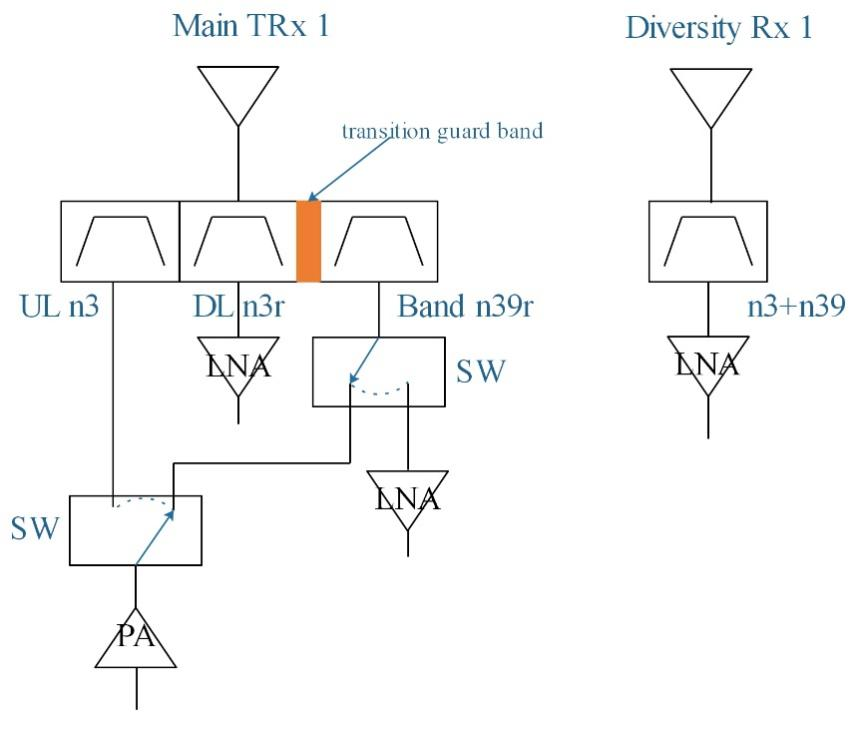 Main TRx 1
Diversity Rx 1
transition guard band
UL n3
DL n3r
Band n39r
n3+n39
LNA
SW
LNA
LNA
SW
PA